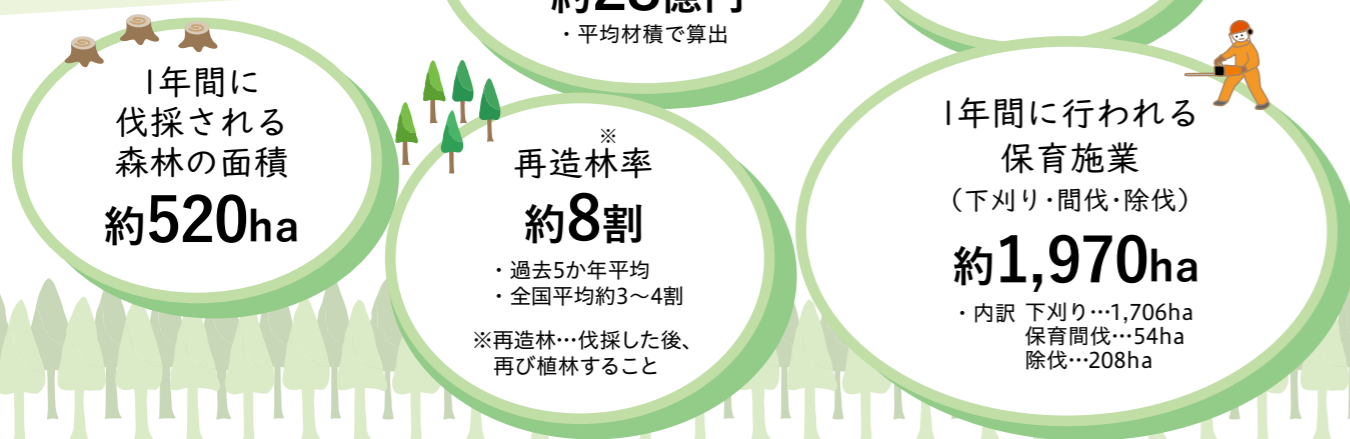 ・平均材積で算出
1年間に
伐採される
森林の面積
約520ha
※
再造林率
約8割
・過去5か年平均
・全国平均約3〜4割
※再造林…伐採した後、
再び植林すること
1年間に行われる
保育施業
（下刈り・間伐・除伐）
約1,970ha
・内訳 下刈り…1,706ha
保育間伐…54ha
除伐…208ha